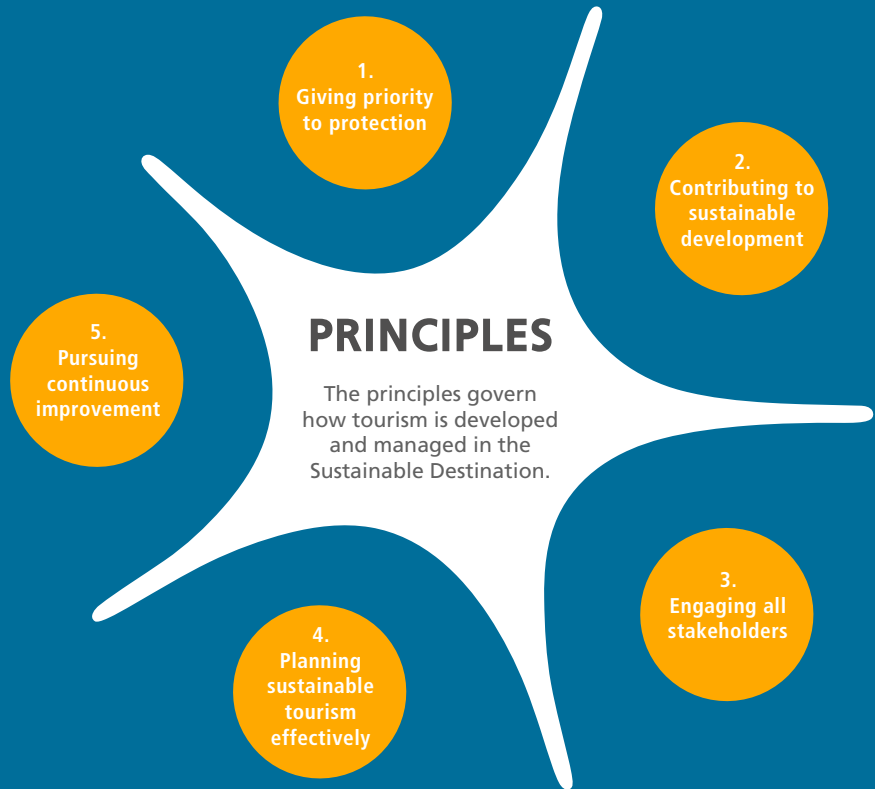 PRINCIPLES
The principles govern
how tourism is developed
and managed in the
Sustainable Destination.
1.
Giving priority
to protection
2.
Contributing to
sustainable
development
3.
Engaging all
stakeholders
4.
Planning
sustainable
tourism
effectively
5.
Pursuing
continuous
improvement